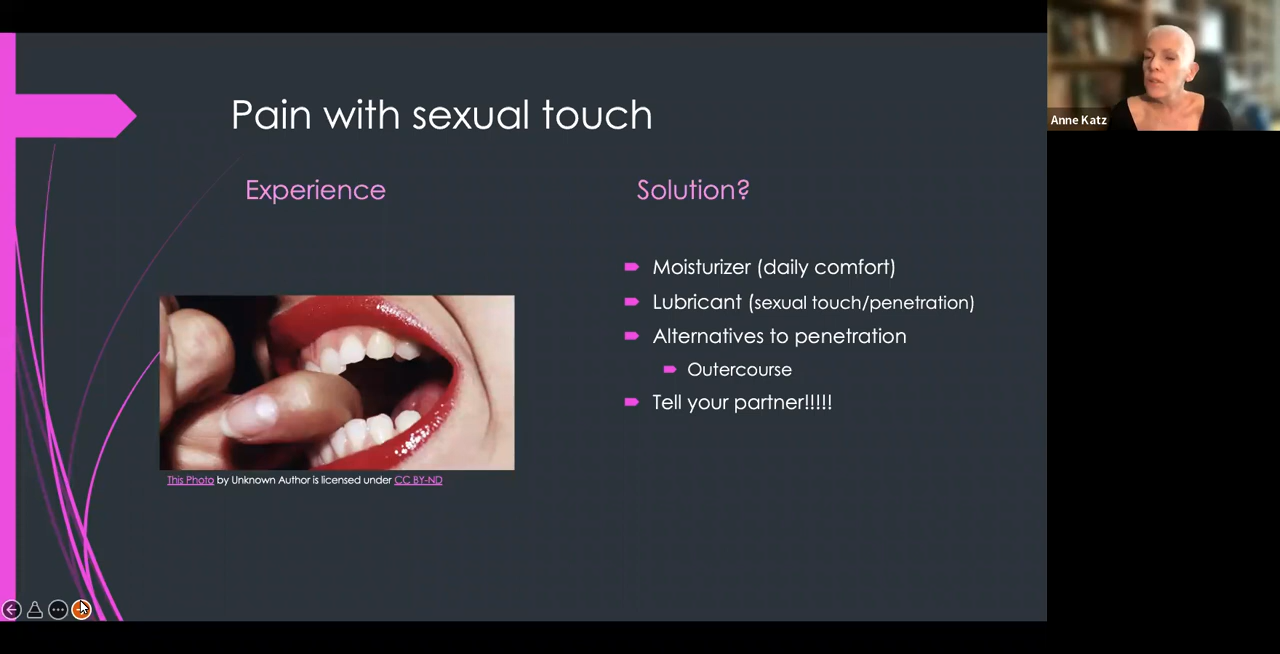 Pain with sexual touch
Experience
This Photo by Unknown Author is licensed under CC BY-ND
Solution?
Moisturizer (daily comfort)
Lubricant (sexual touch/penetration)
Alternatives to penetration
Outercourse
Tell your partner!!!!!
Anne Katz